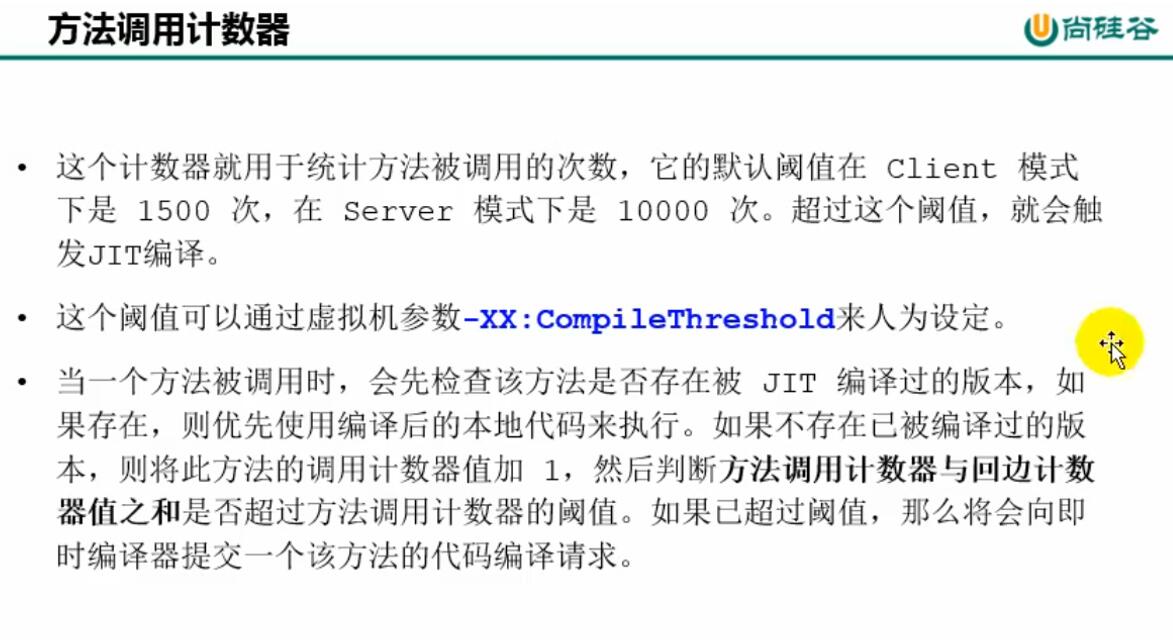 方法调用计数器
尚硅谷
• 这个计数器就用于统计方法被调用的次数，它的默认阈值在 Client 模式
下是 1500 次，在 Server 模式下是 10000 次。超过这个阈值，就会触
发JIT编译。
• 这个阈值可以通过虚拟机参数-XX:CompileThreshold来人为设定。
• 当一个方法被调用时，会先检查该方法是否存在被 JIT 编译过的版本，如
果存在，则优先使用编译后的本地代码来执行。如果不存在已被编译过的版
本，则将此方法的调用计数器值加 1，然后判断方法调用计数器与回边计数
器值之和是否超过方法调用计数器的阈值。如果已超过阈值，那么将会向即
时编译器提交一个该方法的代码编译请求。